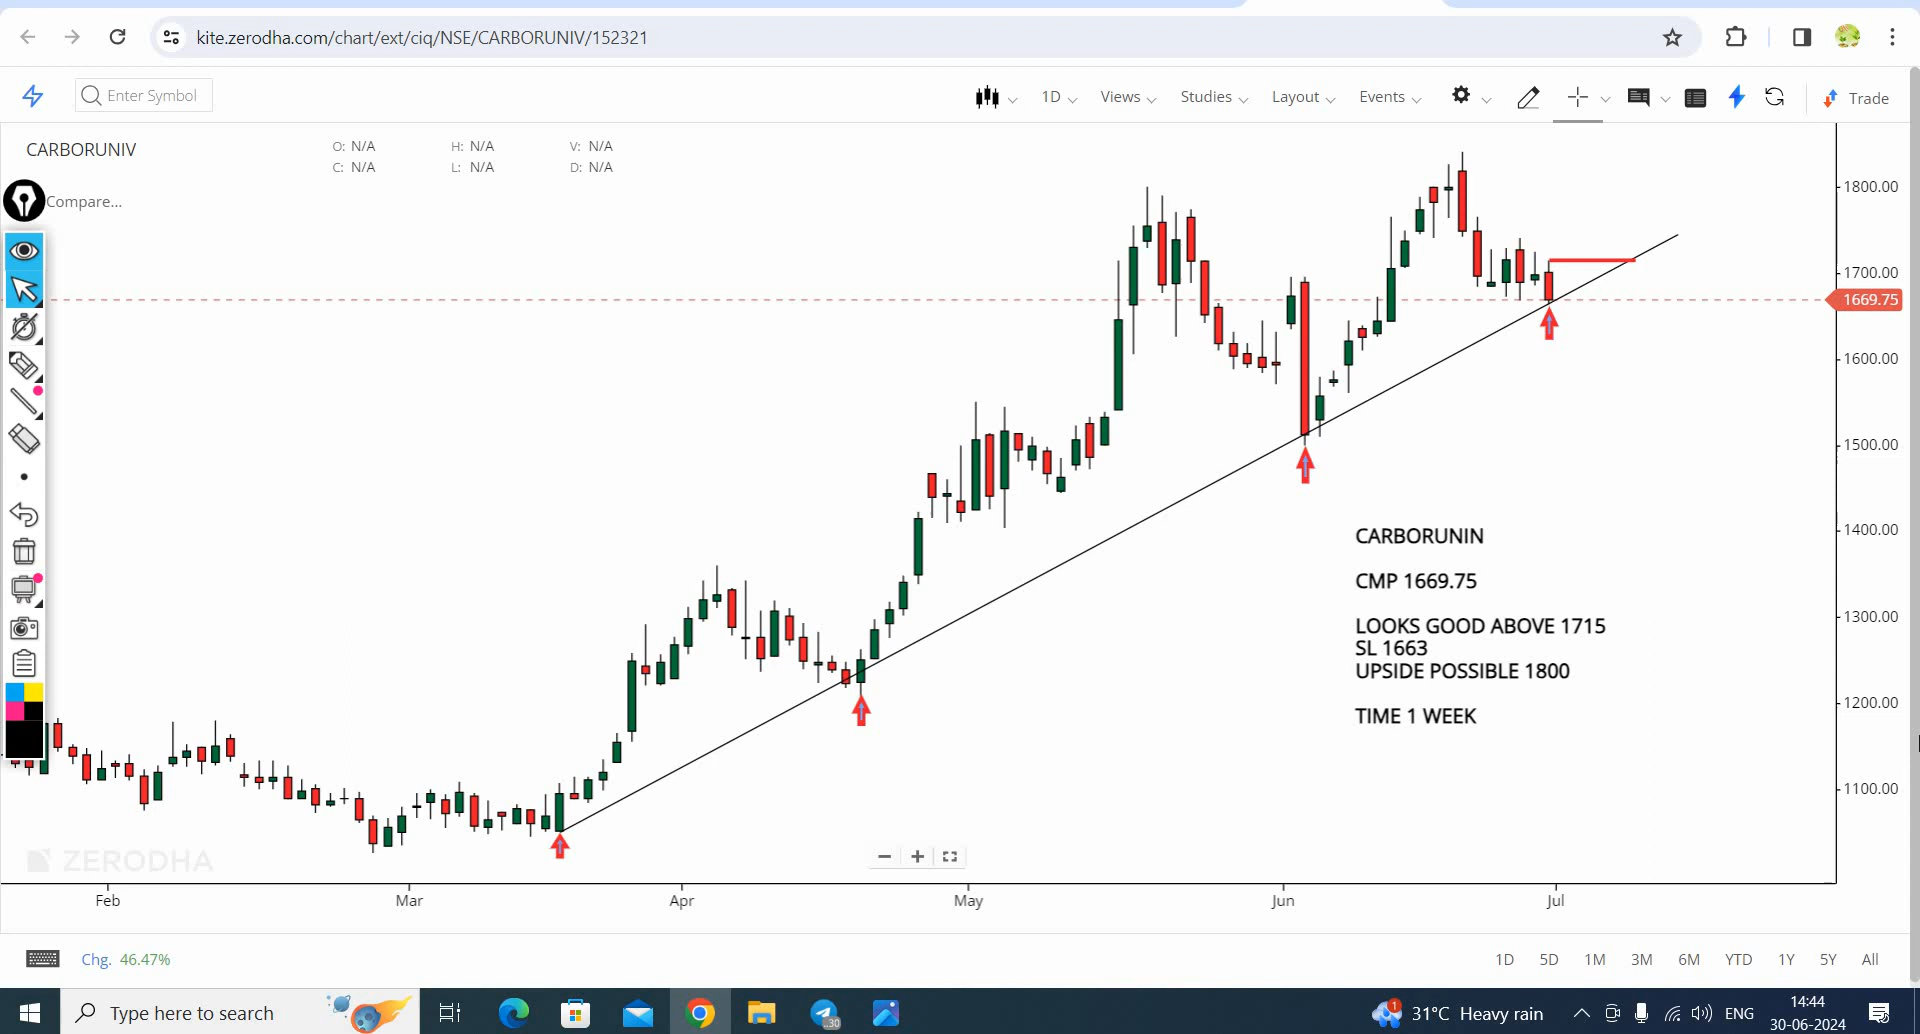 kite.zerodha.com/chart/ext/ciq/NSE/CARBORUNIV/152321
Enter Symbol
1D
Views
Studies
Layout
Events
Trade
CARBORUNIV
O: N/A
H: N/A
V: N/A
C: N/A
L: N/A
D: N/A
Compare...
1800.00
1700.00
1669.75
1600.00
1500.00
1400.00
1300.00
1200.00
1100.00
CARBORUNIN
CMP 1669.75
LOOKS GOOD ABOVE 1715
SL 1663
UPSIDE POSSIBLE 1800
TIME 1 WEEK
ZERODHA
Feb
Mar
Apr
May
Jun
Jul
Chg. 46.47%
1D
5D
1M
3M
6M
YTD
1Y
5Y
All
Type here to search
..30
1
31°C Heavy rain
ENG
14:44
30-06-2024